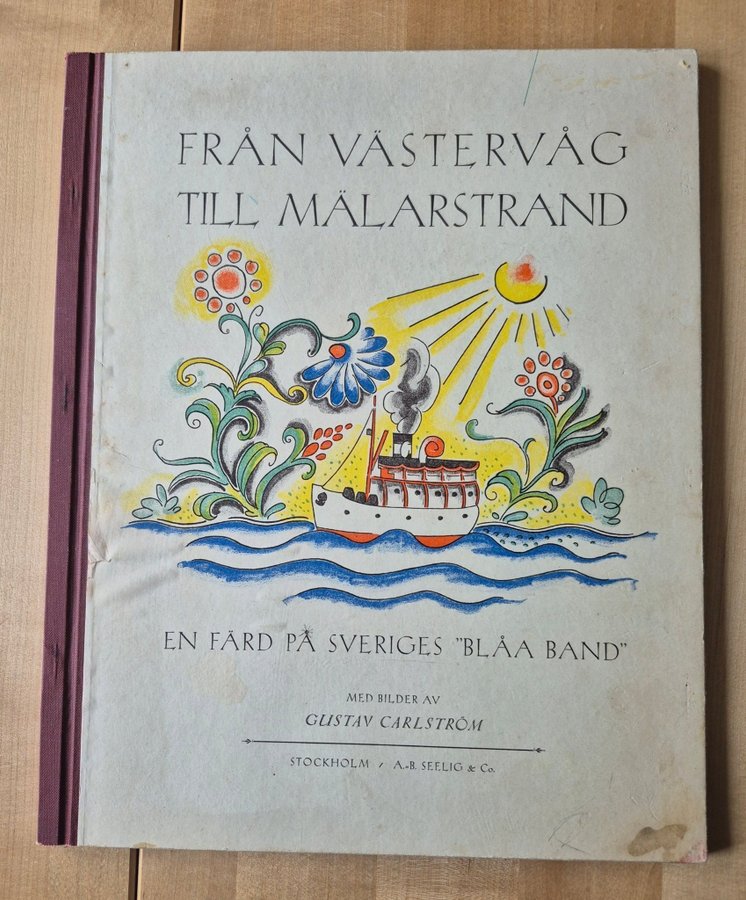 FRÅN VÄSTERVÅG
TILL MÄLARSTRAND
EN FÄRD PÅ SVERIGES "BLÅA BAND"
MED BILDER AV
GUSTAV CARLSTRÖM
STOCKHOLM / A.-B. SEELIG & Co.